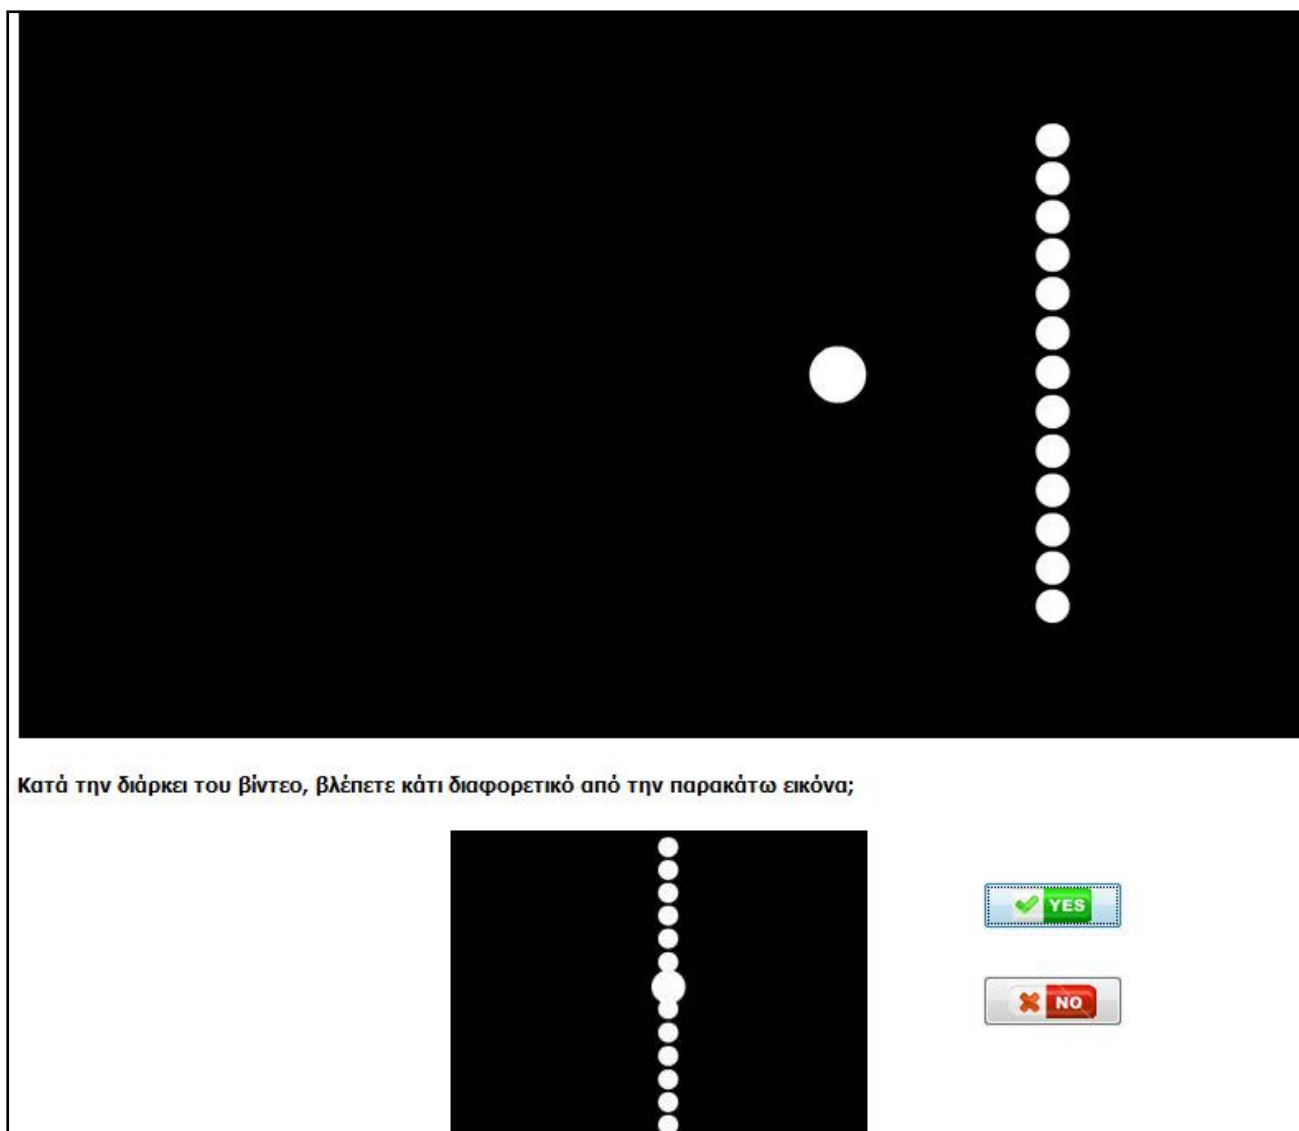 Κατά την διάρκει του βίντεο, βλέπετε κάτι διαφορετικό από την παρακάτω εικόνα;
YES
NO